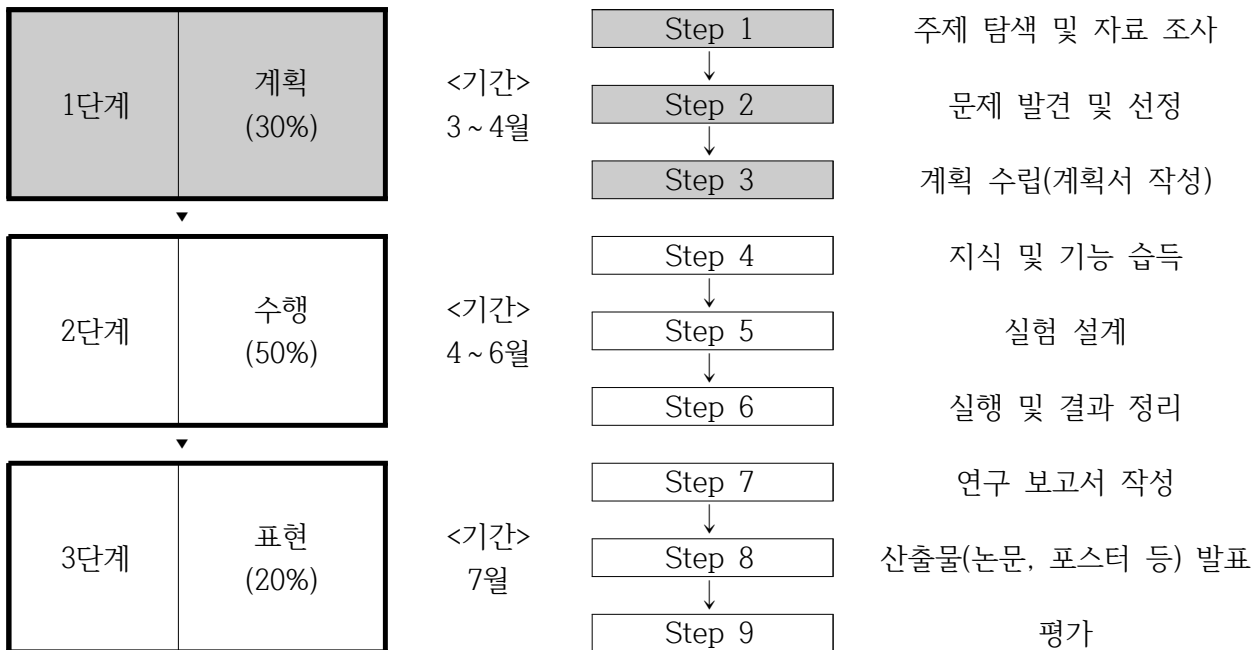 1단계
계획
(30%)
<기간>
3 ~ 4월
Step 1
주제 탐색 및 자료 조사
Step 2
문제 발견 및 선정
Step 3
계획 수립(계획서 작성)
2단계
수행
(50%)
<기간>
4 ~ 6월
Step 4
지식 및 기능 습득
Step 5
실험 설계
Step 6
실행 및 결과 정리
3단계
표현
(20%)
<기간>
7월
Step 7
연구 보고서 작성
Step 8
산출물(논문, 포스터 등) 발표
Step 9
평가